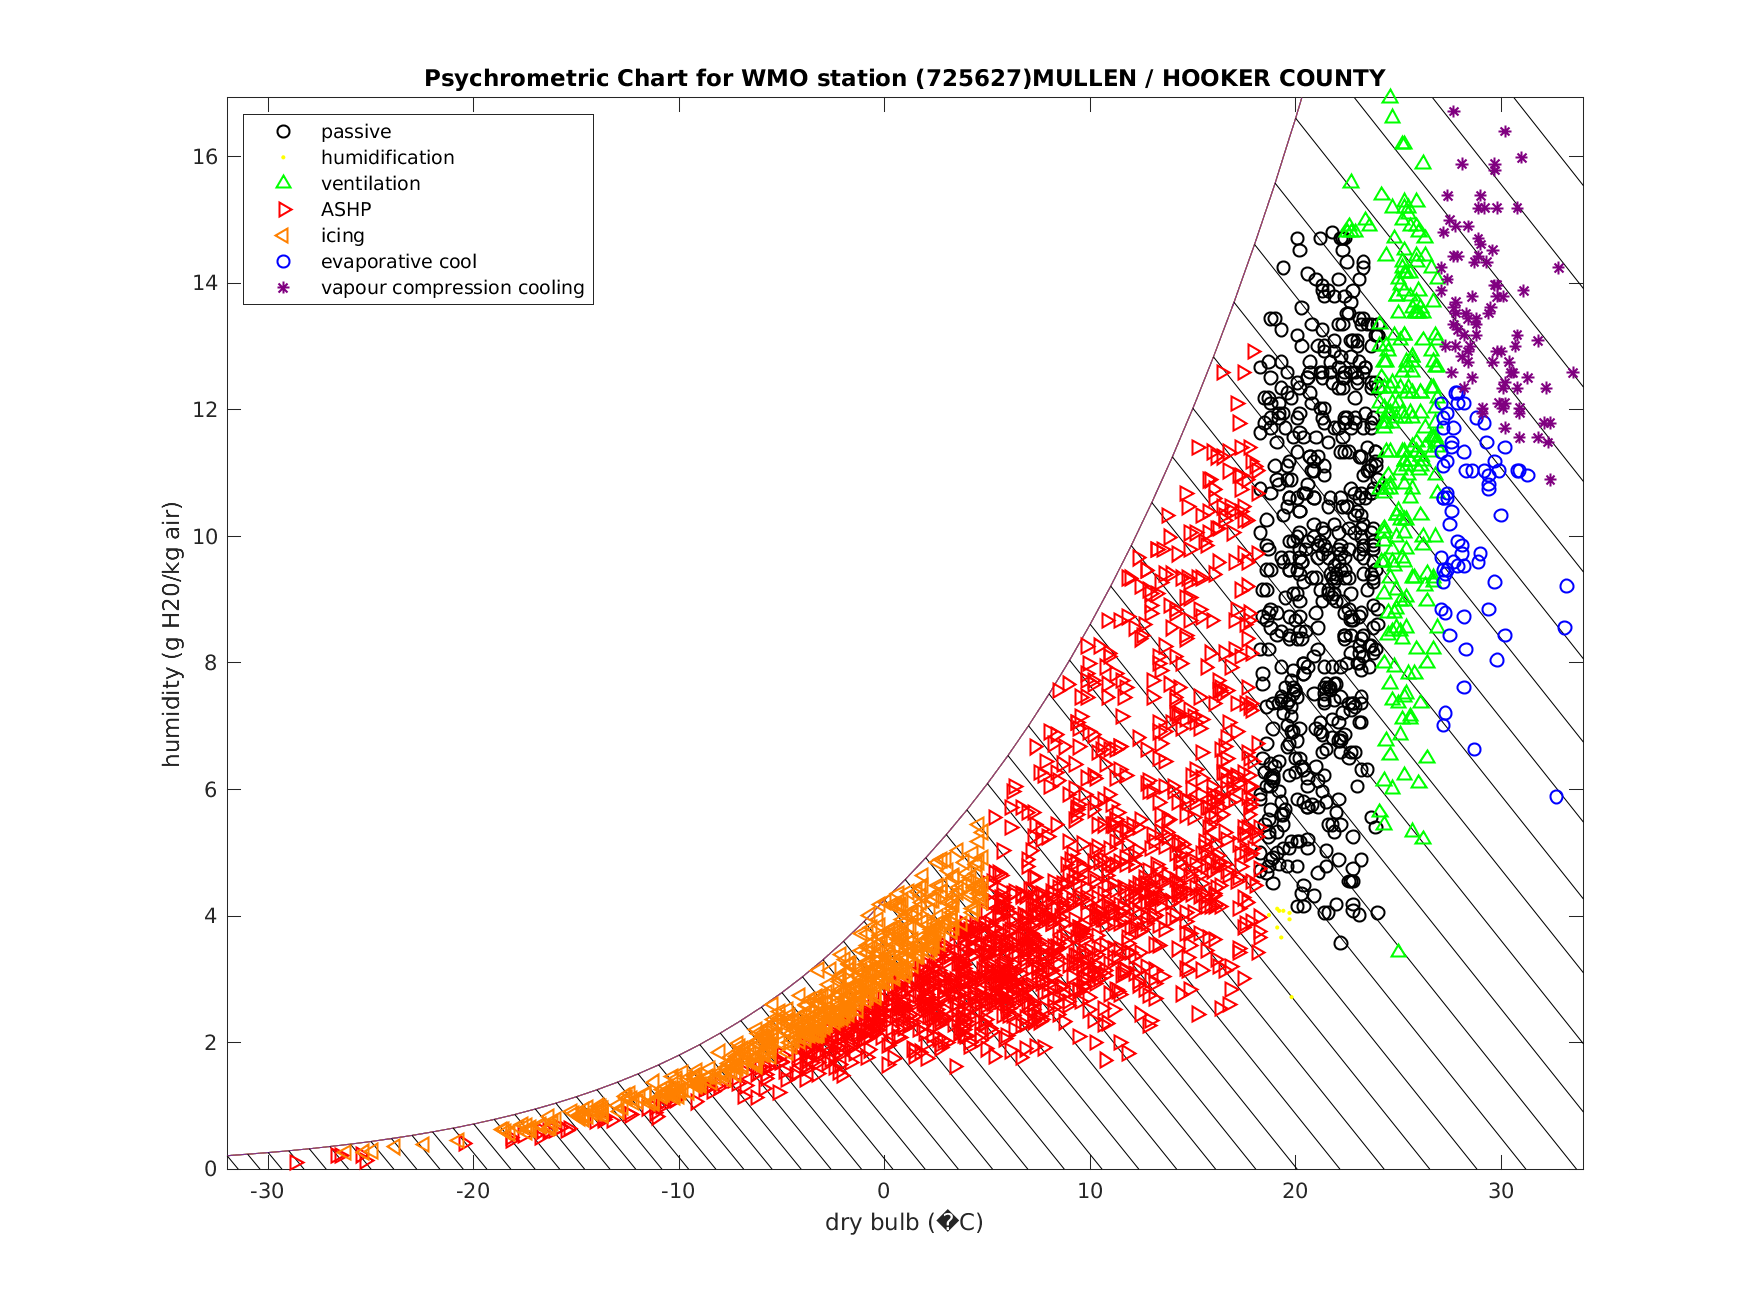 Psychrometric Chart for WMO station (725627)MULLEN / HOOKER COUNTY
passive
humidification
ventilation
ASHP
icing
evaporative cool
vapour compression cooling
humidity (g H20/kg air)
16
14
12
10
8
6
4
2
0
-30 -20 -10 0 10 20 30
dry bulb (�C)